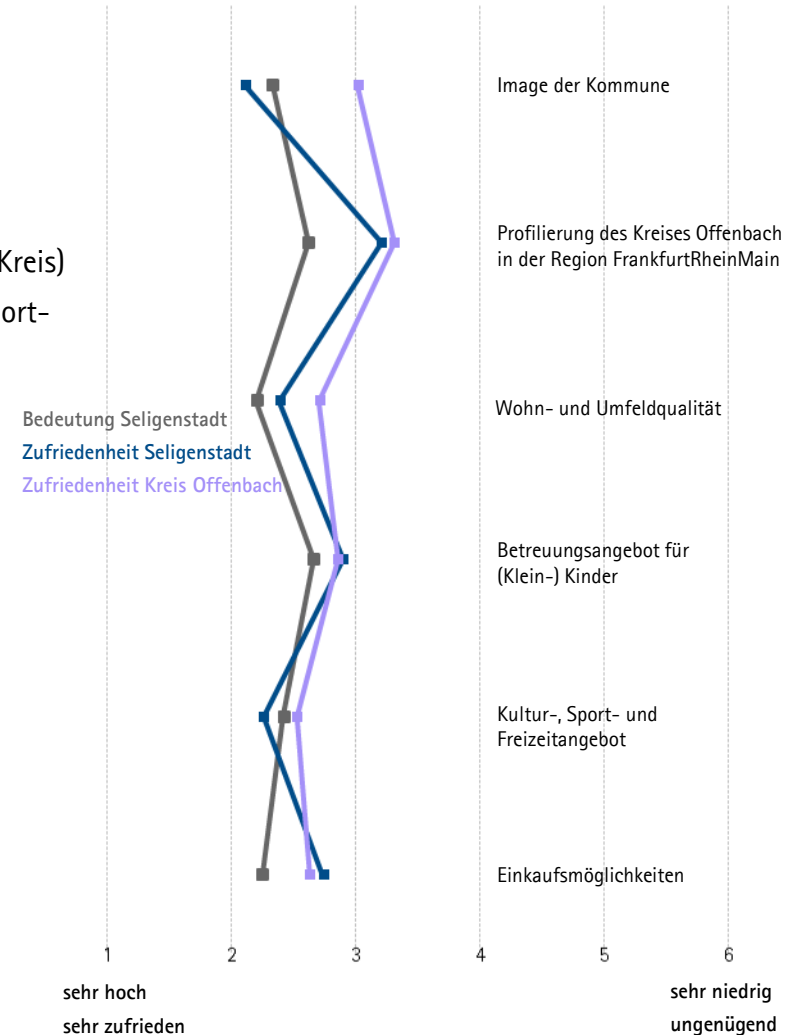 Image der Kommune
Profilierung des Kreises Offenbach
in der Region FrankfurtRheinMain
Kreis)
ort-
Wohn- und Umfeldqualität
Bedeutung Seligenstadt
Zufriedenheit Seligenstadt
Zufriedenheit Kreis Offenbach
Betreuungsangebot für
(Klein-) Kinder
Kultur-, Sport- und
Freizeitangebot
Einkaufsmöglichkeiten
1 2 3 4 5 6
sehr hoch sehr niedrig
sehr zufrieden ungenügend